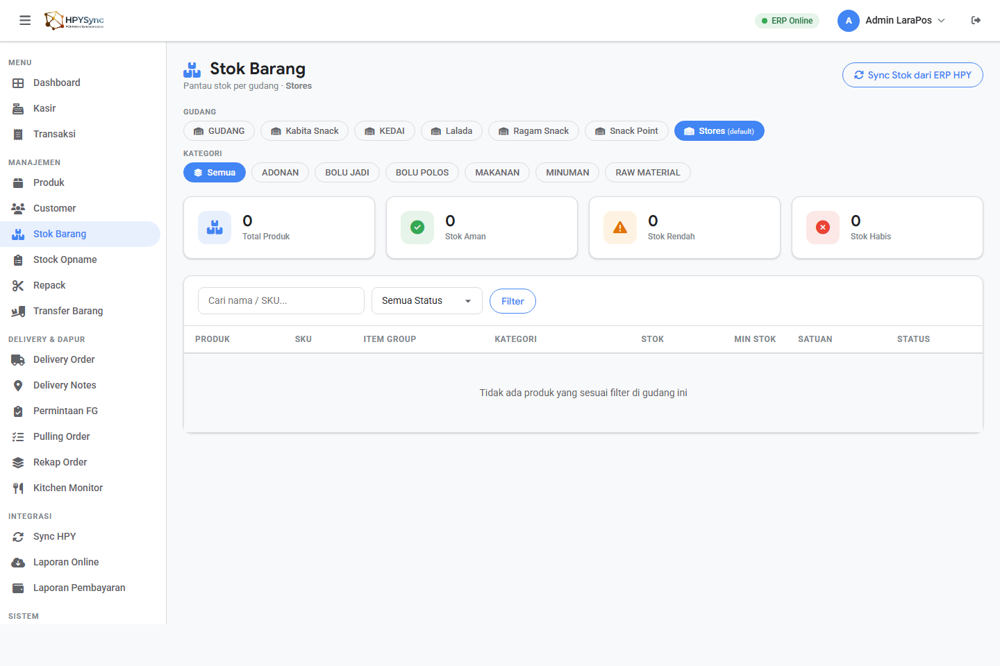 HPYSync
ERP Online
A
Admin LaraPos
MENU
Dashboard
Kasir
Transaksi
MANAJEMEN
Produk
Customer
Stok Barang
Stock Opname
Repack
Transfer Barang
DELIVERY & DAPUR
Delivery Order
Delivery Notes
Permintaan FG
Pulling Order
Rekap Order
Kitchen Monitor
INTEGRASI
Sync HPY
Laporan Online
Laporan Pembayaran
SISTEM
Stok Barang
Pantau stok per gudang · Stores
Sync Stok dari ERP HPY
GUDANG
GUDANG Kabita Snack KEDAI Lalada Ragam Snack Snack Point Stores (default)
KATEGORI
Semua ADONAN BOLU JADI BOLU POLOS MAKANAN MINUMAN RAW MATERIAL
0
Total Produk
0
Stok Aman
0
Stok Rendah
0
Stok Habis
Cari nama / SKU... Semua Status Filter
PRODUK SKU ITEM GROUP KATEGORI STOK MIN STOK SATUAN STATUS
Tidak ada produk yang sesuai filter di gudang ini